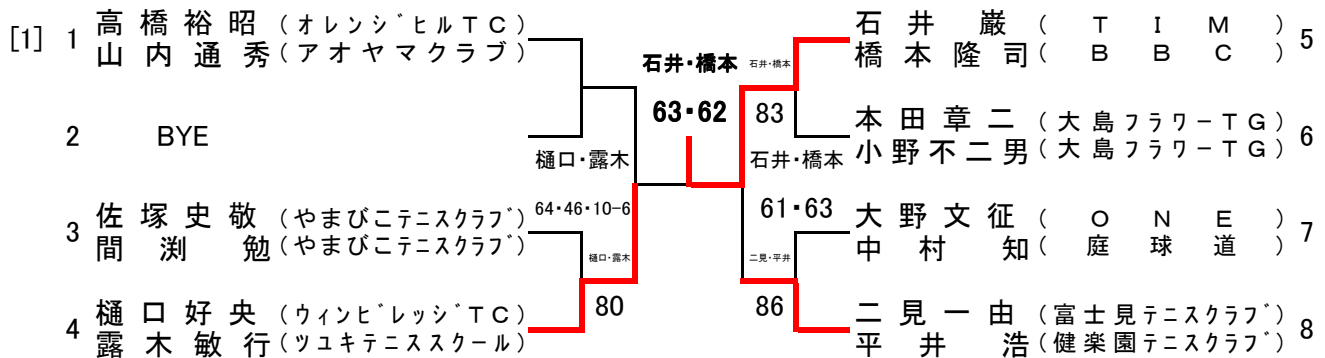 [1] 1 高橋裕昭 (オレンジヒルTC)
山内通秀 (アオヤマクラブ)
2 BYE
樋口・露木
3 佐塚史敬 (やまびこテニスクラブ)
間渕 勉 (やまびこテニスクラブ)
64・46・10-6
樋口・露木
80
4 樋口好央 (ウィンビレッジTC)
露木敏行 (ツユキテニススクール)
石井・橋本
63・62
石井・橋本
83
石井・橋本
61・63
二見・平井
86
石井 巌 (TIM) 5
橋本隆司 (BBC)
本田章二 (大島フラワーTG) 6
小野不二男 (大島フラワーTG)
大野文征 (ONE) 7
中村 知 (庭球道)
二見一由 (富士見テニスクラブ) 8
平井 浩 (健楽園テニスクラブ)